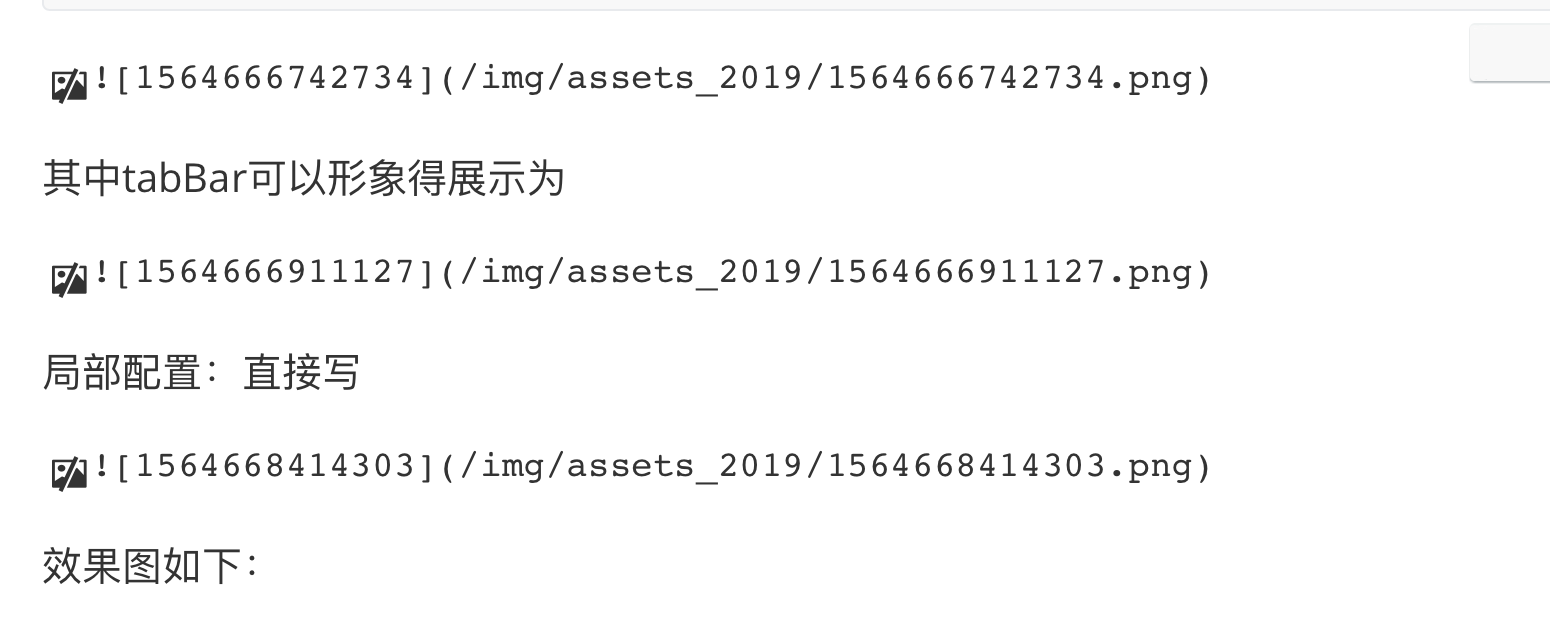 ![1564666742734](/img/assets_2019/1564666742734.png)
其中tabBar可以形象得展示为
![1564666911127](/img/assets_2019/1564666911127.png)
局部配置：直接写
![1564668414303](/img/assets_2019/1564668414303.png)
效果图如下：